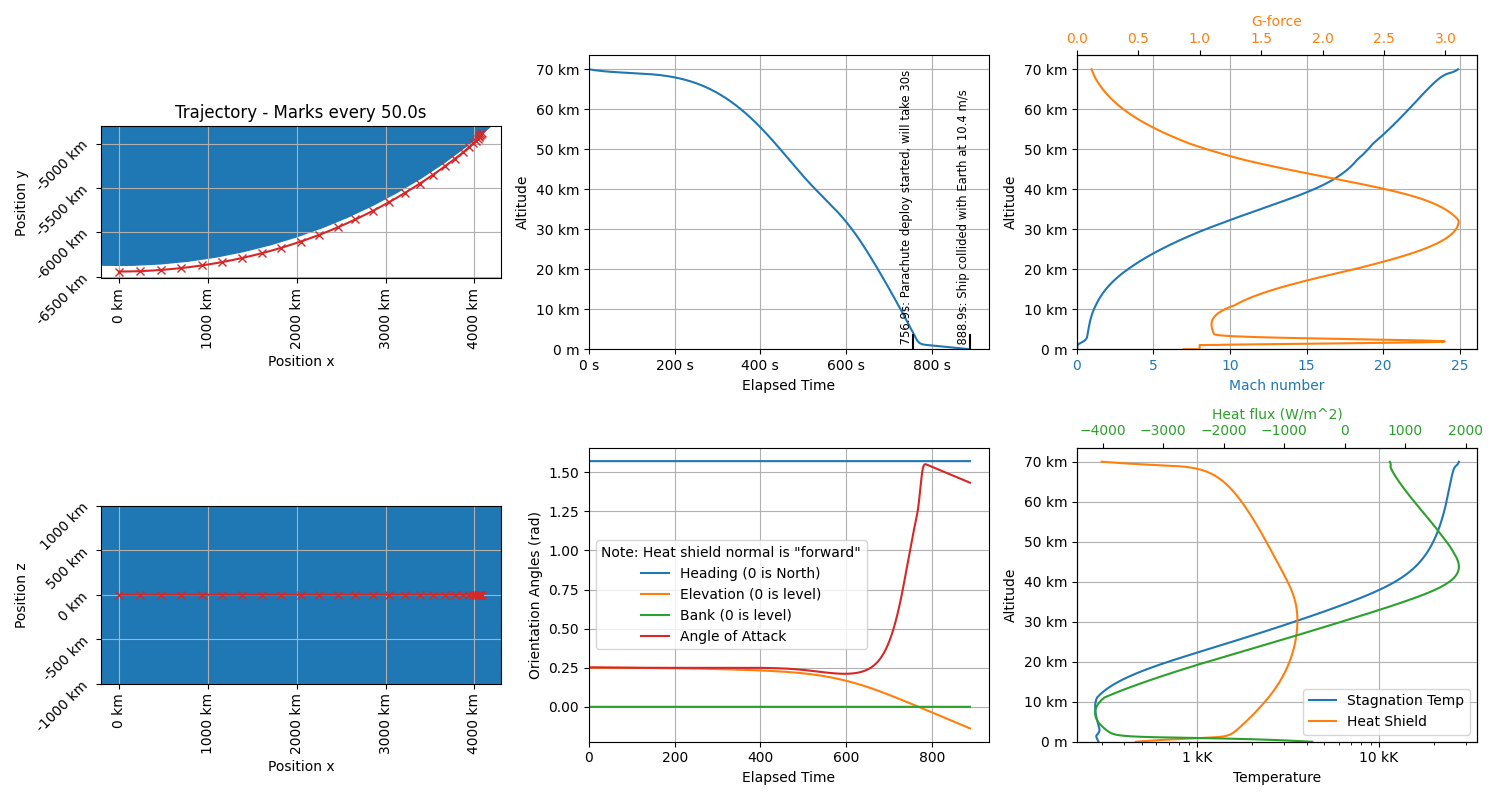 Trajectory - Marks every 50.0s
Position y
-5000 km
-5500 km
-6000 km
-6500 km
0 km
1000 km
2000 km
3000 km
4000 km
Position x
Altitude
70 km
60 km
50 km
40 km
30 km
20 km
10 km
0 m
756.9s: Parachute deploy started, will take 30s
888.9s: Ship collided with Earth at 10.4 m/s
0 s
200 s
400 s
600 s
800 s
Elapsed Time
G-force
0.0 0.5 1.0 1.5 2.0 2.5 3.0
Altitude
70 km
60 km
50 km
40 km
30 km
20 km
10 km
0 m
0 5 10 15 20 25
Mach number
Position z
1000 km
500 km
0 km
-500 km
-1000 km
0 km
1000 km
2000 km
3000 km
4000 km
Position x
Orientation Angles (rad)
1.50
1.25
1.00
0.75
0.50
0.25
0.00
Note: Heat shield normal is "forward"
Heading (0 is North)
Elevation (0 is level)
Bank (0 is level)
Angle of Attack
0 200 400 600 800
Elapsed Time
Heat flux (W/m^2)
−4000 −3000 −2000 −1000 0 1000 2000
Altitude
70 km
60 km
50 km
40 km
30 km
20 km
10 km
0 m
Stagnation Temp
Heat Shield
1 kK
10 kK
Temperature